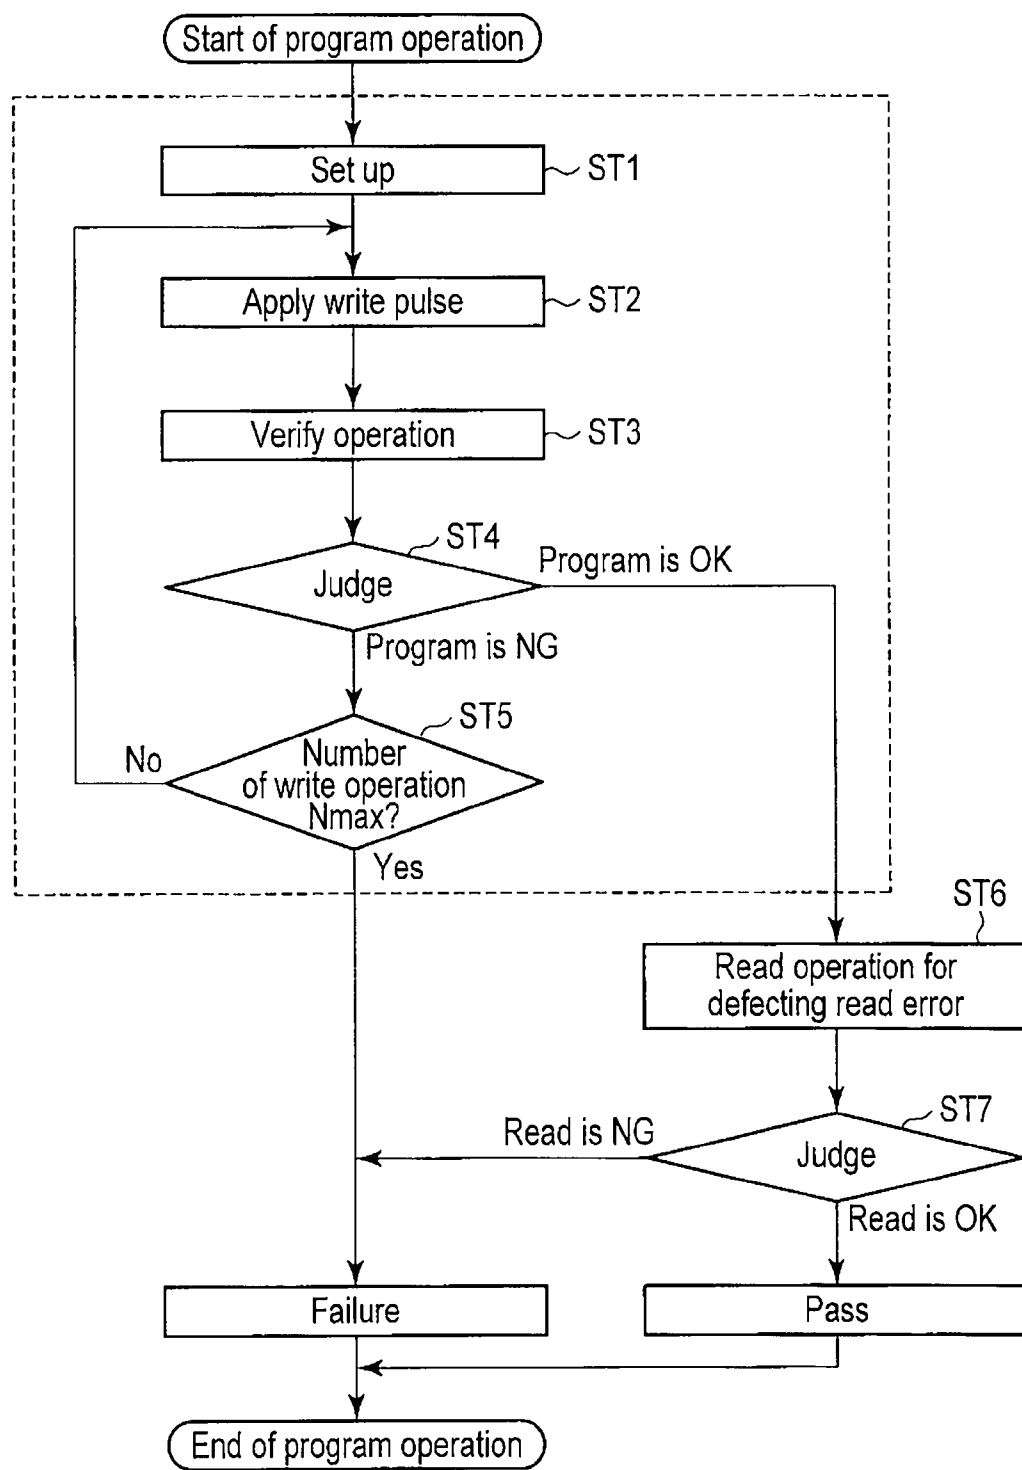 Start of program operation
Set up
ST1
Apply write pulse
ST2
Verify operation
ST3
ST4
Judge
Program is OK
Program is NG
ST5
No
Number
of write operation
Nmax?
Yes
ST6
Read operation for
defecting read error
ST7
Read is NG
Judge
Read is OK
Failure
Pass
End of program operation